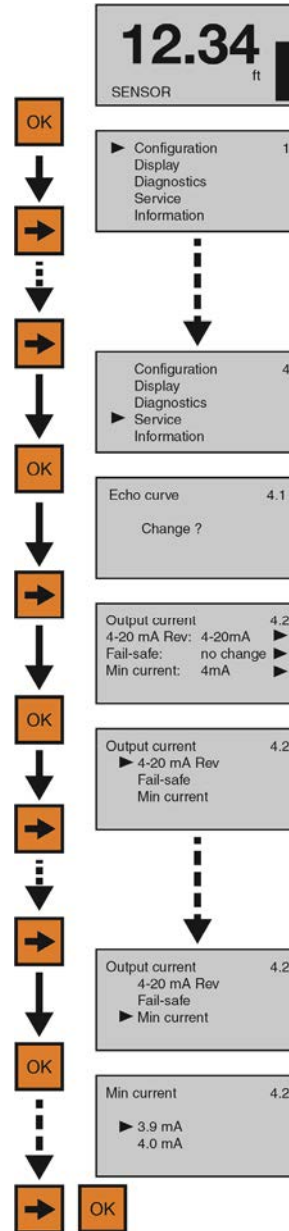 12.34
ft
SENSOR
OK
Configuration 1
Display
Diagnostics
Service
Information
Configuration 4
Display
Diagnostics
Service
Information
OK
Echo curve 4.1
Change ?
Output current 4.2
4-20 mA Rev: 4-20mA
Fail-safe: no change
Min current: 4mA
OK
Output current 4.2
4-20 mA Rev
Fail-safe
Min current
Output current 4.2
4-20 mA Rev
Fail-safe
Min current
OK
Min current 4.2
3.9 mA
4.0 mA
OK